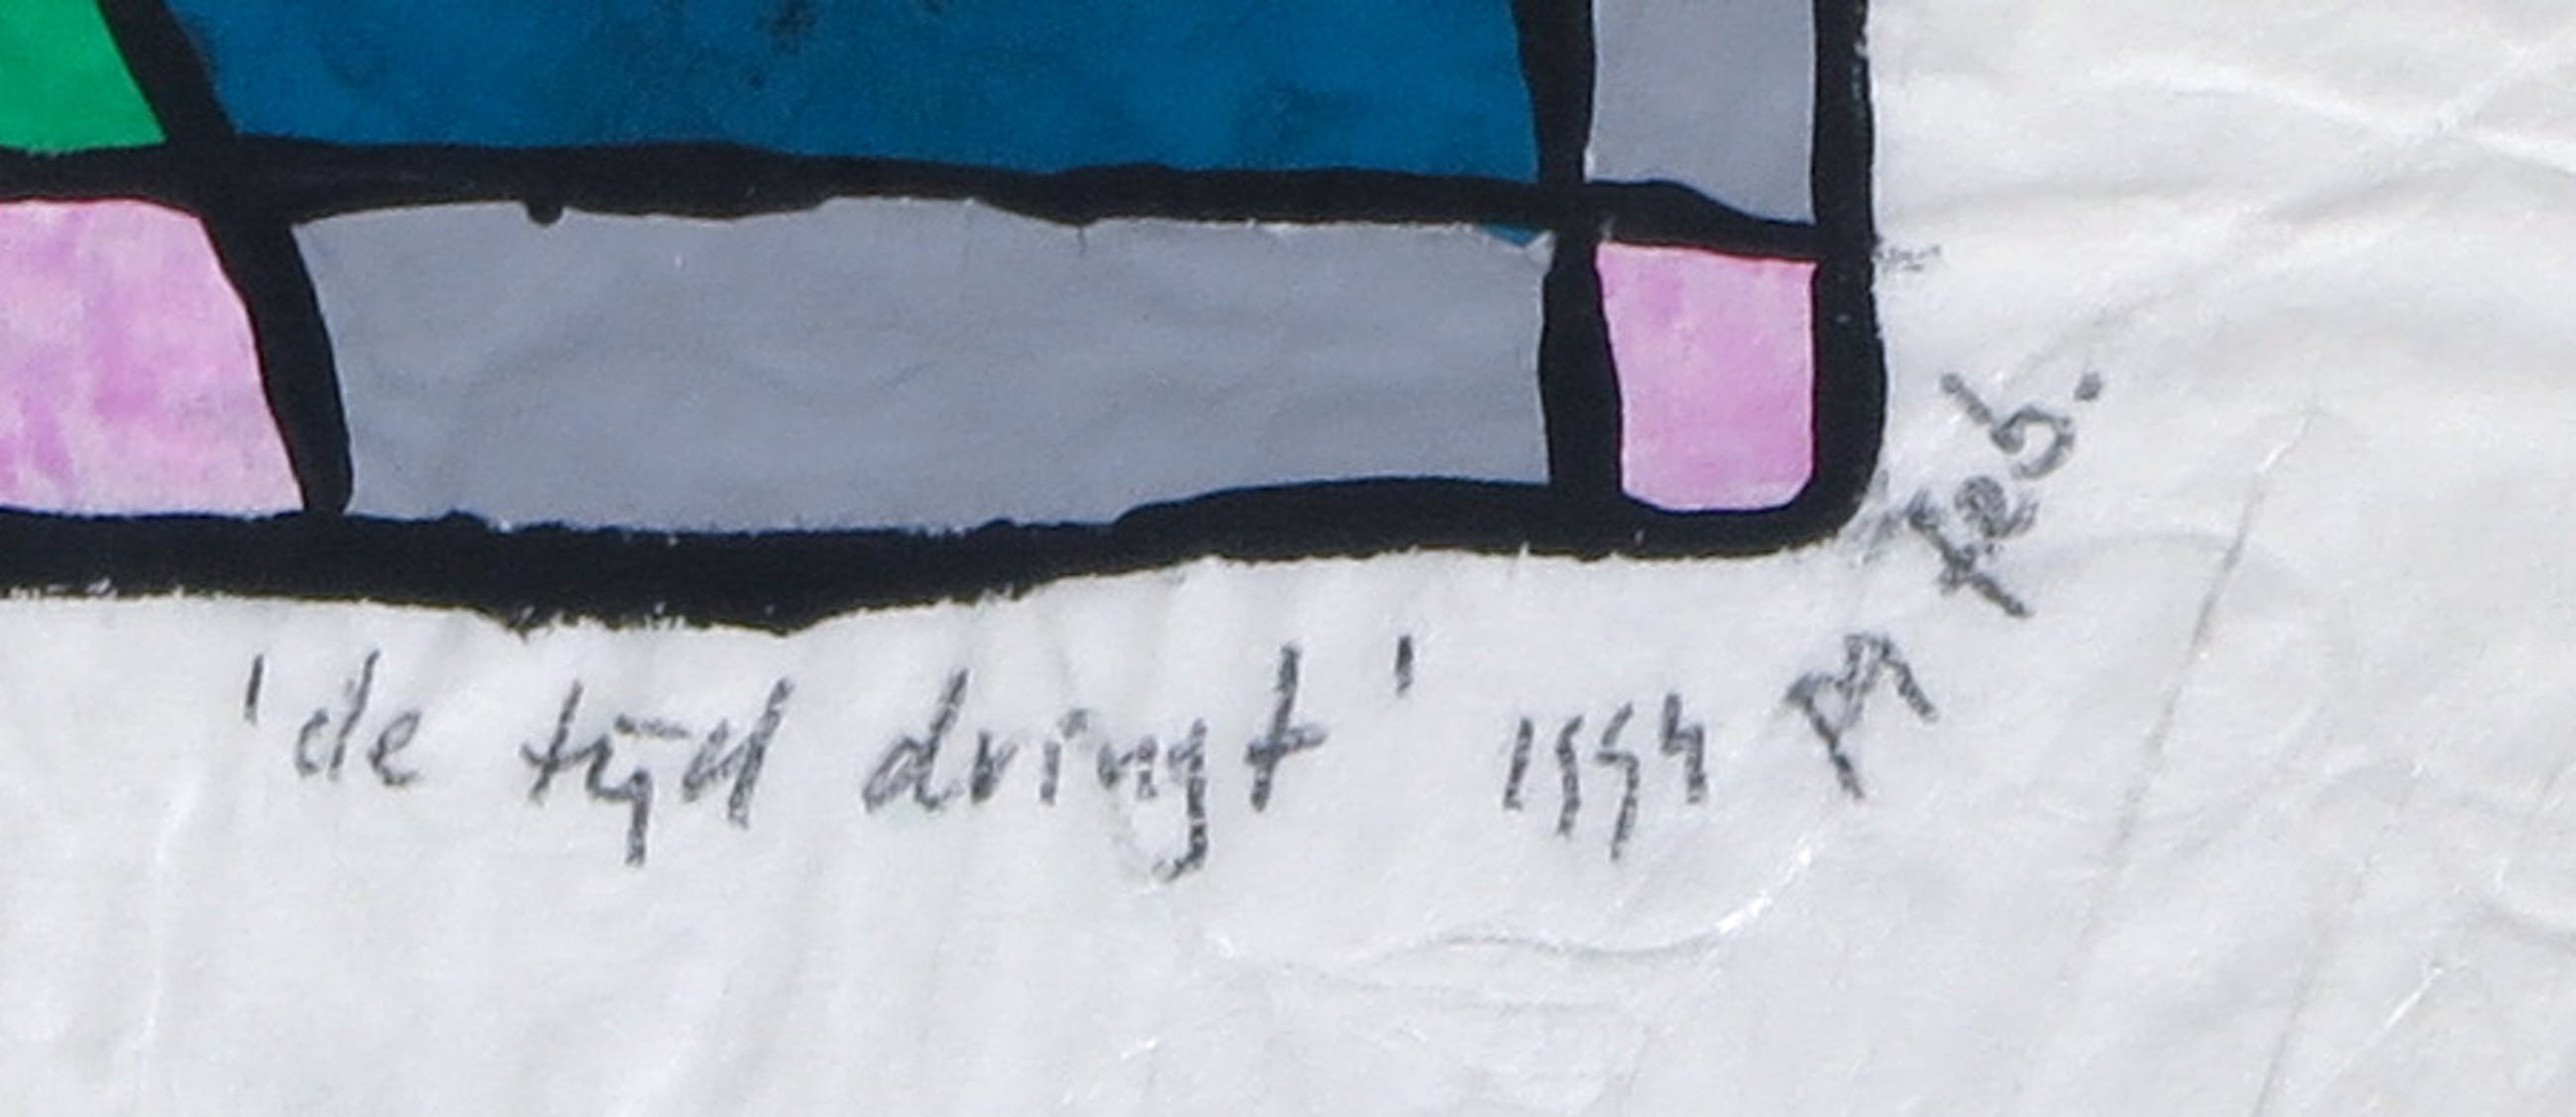 'de tijd dringt' 1994
feb.